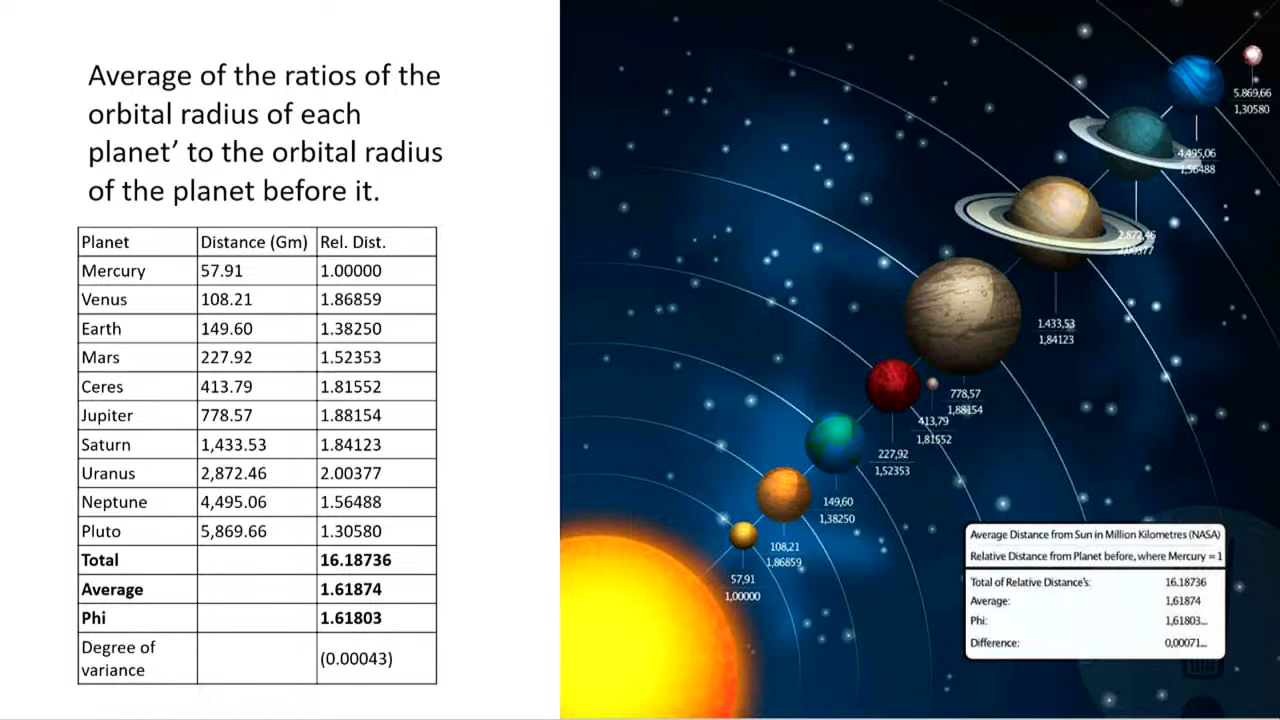 Average of the ratios of the
orbital radius of each
planet’ to the orbital radius
of the planet before it.
Planet Distance (Gm) Rel. Dist.
Mercury 57.91 1.00000
Venus 108.21 1.86859
Earth 149.60 1.38250
Mars 227.92 1.52353
Ceres 413.79 1.81552
Jupiter 778.57 1.88154
Saturn 1,433.53 1.84123
Uranus 2,872.46 2.00377
Neptune 4,495.06 1.56488
Pluto 5,869.66 1.30580
Total 16.18736
Average 1.61874
Phi 1.61803
Degree of
variance (0.00043)
5.869,66
1,30580
4.495,06
1,56488
2.872,46
2,00377
1.433,53
1,84123
778,57
1,88154
413,79
1,81552
227,92
1,52353
149,60
1,38250
108,21
1,86859
57,91
1,00000
Average Distance from Sun in Million Kilometres (NASA)
Relative Distance from Planet before, where Mercury = 1
Total of Relative Distance's: 16.18736
Average: 1,61874
Phi: 1,61803...
Difference: 0,00071...